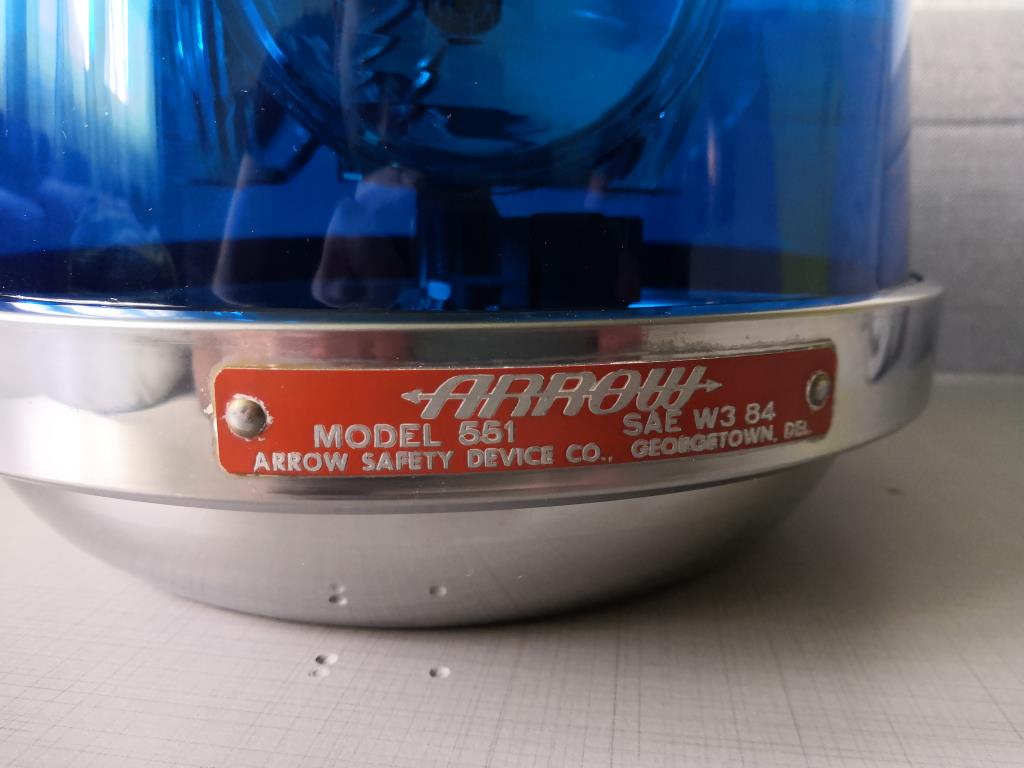 ARROW
MODEL 551 SAE W3 84
ARROW SAFETY DEVICE CO., GEORGETOWN, DEL.